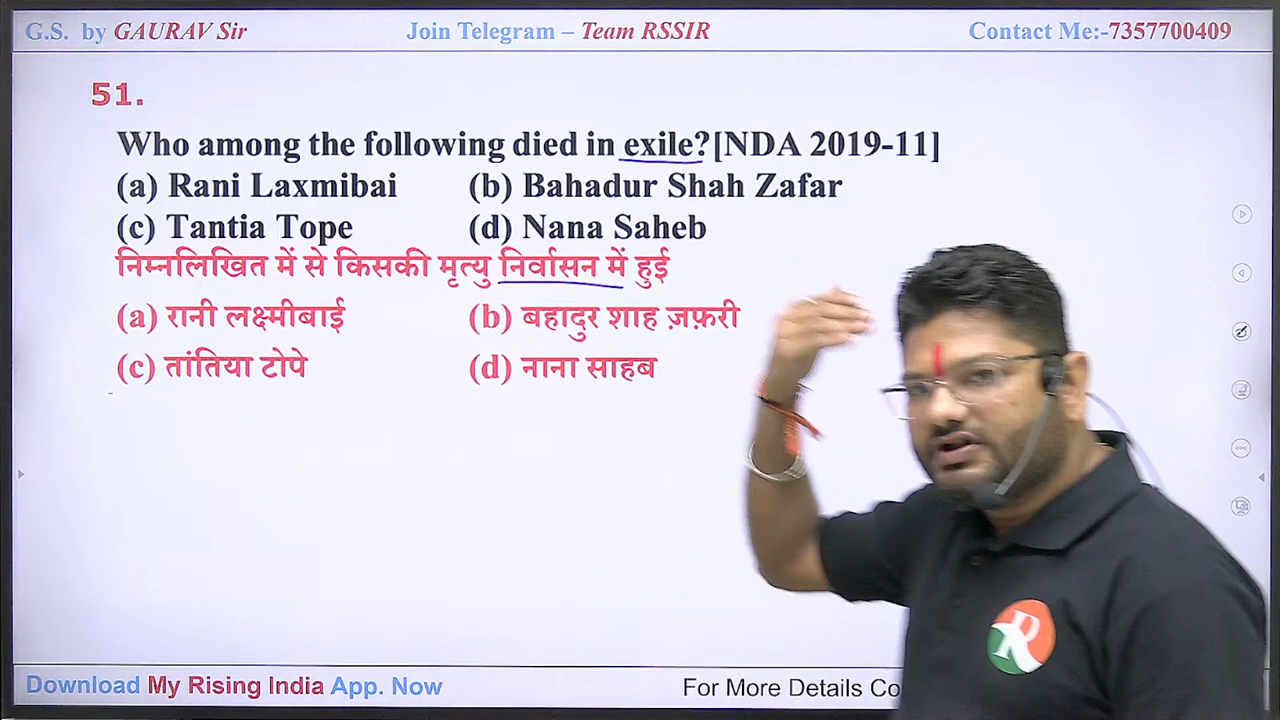 G.S. by GAURAV Sir
Join Telegram – Team RSSIR
Contact Me:-7357700409
51.
Who among the following died in exile?[NDA 2019-11]
(a) Rani Laxmibai (b) Bahadur Shah Zafar
(c) Tantia Tope (d) Nana Saheb
निम्नलिखित में से किसकी मृत्यु निर्वासन में हुई
(a) रानी लक्ष्मीबाई (b) बहादुर शाह ज़फ़री
(c) तांतिया टोपे (d) नाना साहब
R
Download My Rising India App. Now
For More Details Co